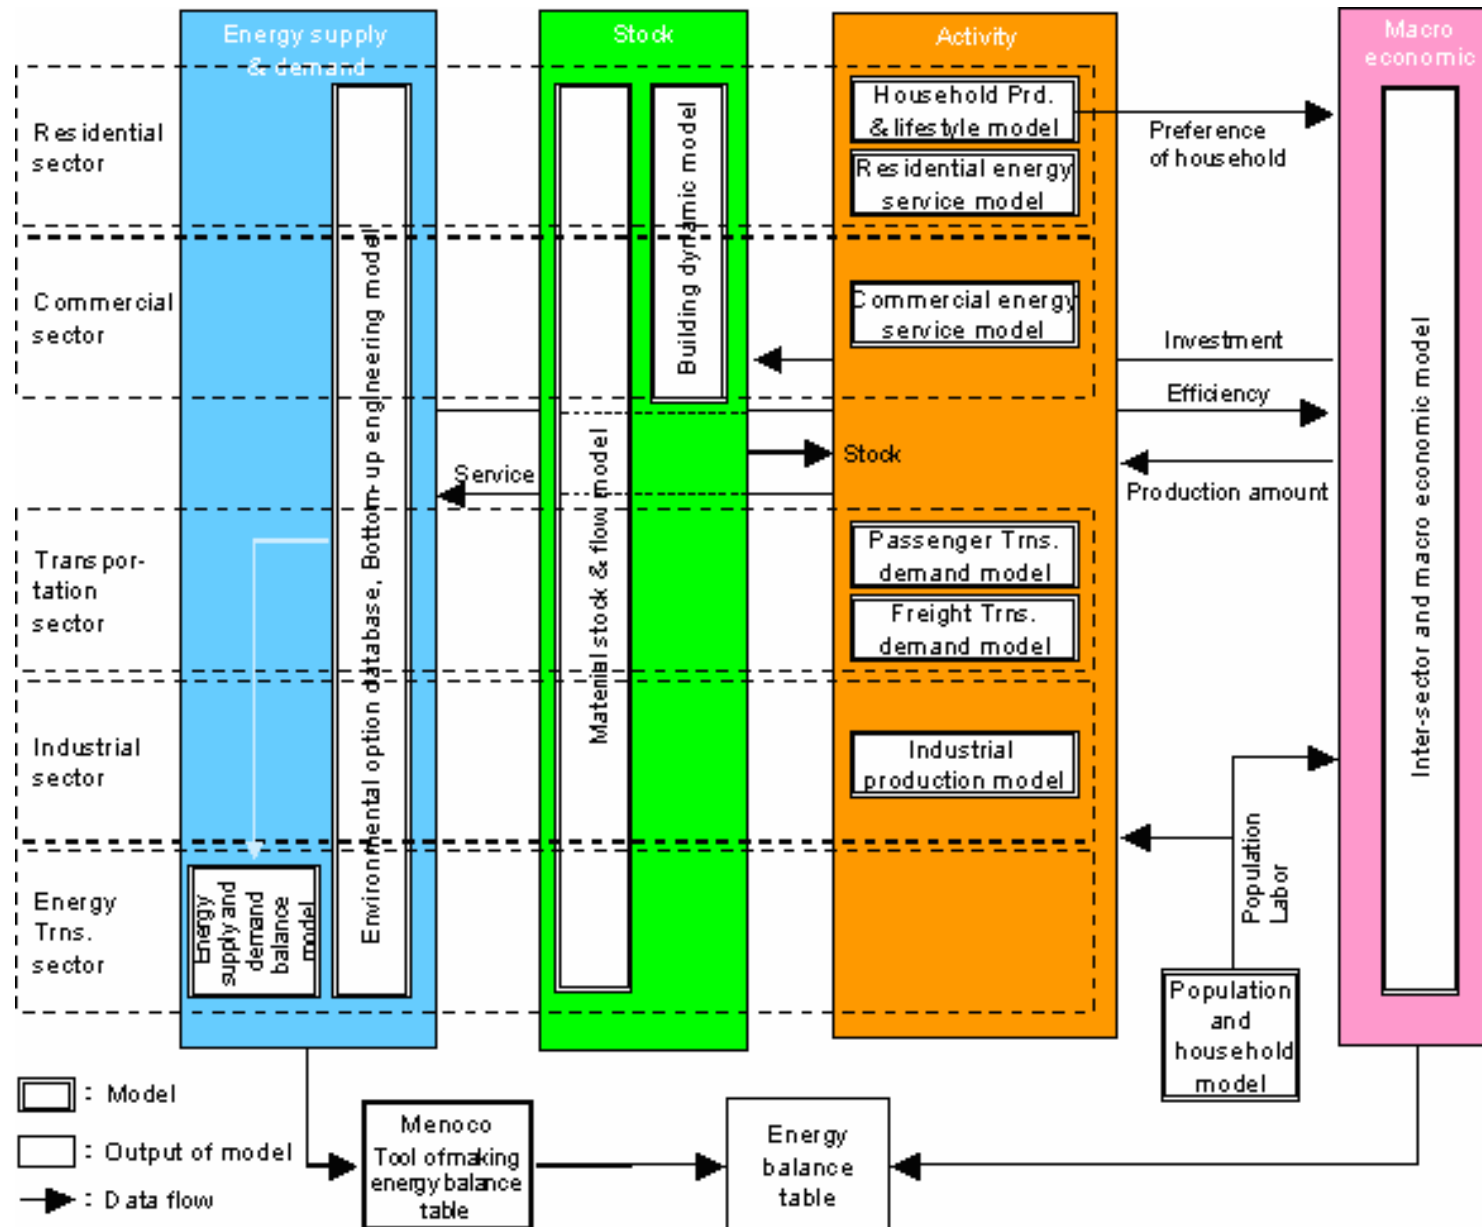 Energy supply
& demand
Stock
Activity
Macro
economic
Residential
sector
Commercial
sector
Transpor-
tation
sector
Industrial
sector
Energy
Trns.
sector
Environmental option database, Bottom-up engineering model
Energy
supply and
demand
balance
model
Material stock & flow model
Building dynamic model
Household Prd.
& lifestyle model
Residential energy
service model
Commercial energy
service model
Passenger Trns.
demand model
Freight Trns.
demand model
Industrial
production model
Inter-sector and macro economic model
Preference
of household
Investment
Efficiency
Stock
Service
Production amount
Population
Labor
Population
and
household
model
: Model
: Output of model
: Data flow
Menoco
Tool of making
energy balance
table
Energy
balance
table